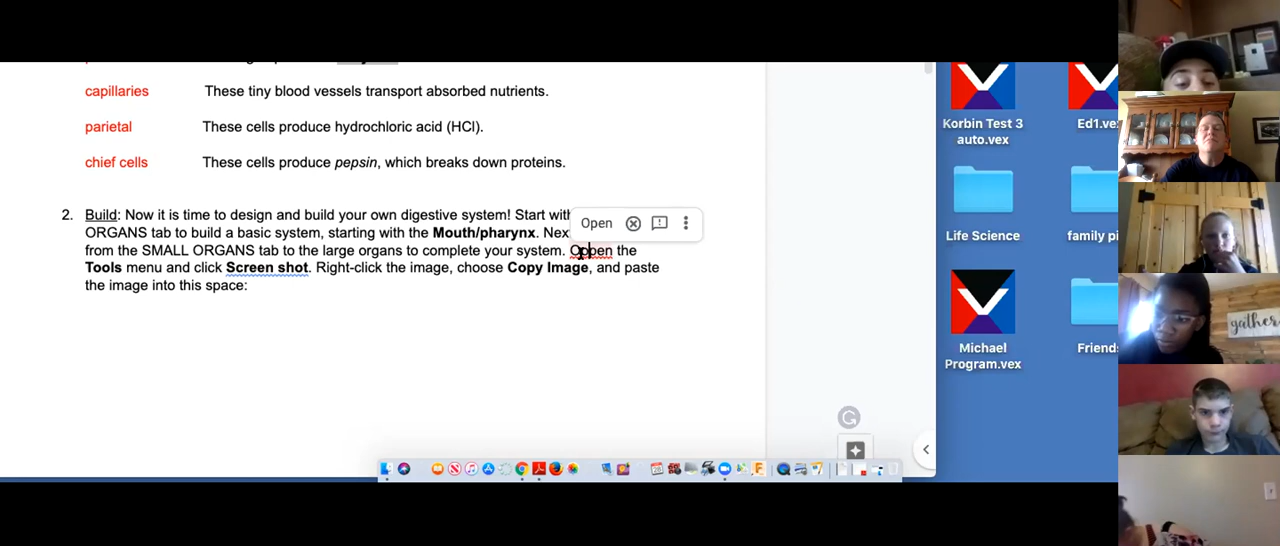 capillaries These tiny blood vessels transport absorbed nutrients.
parietal These cells produce hydrochloric acid (HCl).
chief cells These cells produce pepsin, which breaks down proteins.
2. Build: Now it is time to design and build your own digestive system! Start with
Open
ORGANS tab to build a basic system, starting with the Mouth/pharynx. Nex
from the SMALL ORGANS tab to the large organs to complete your system. the
Tools menu and click Screen shot. Right-click the image, choose Copy Image, and paste
the image into this space:
Korbin Test 3
auto.vex
Ed1.ve
Life Science
family pi
Michael
Program.vex
Friend
gather